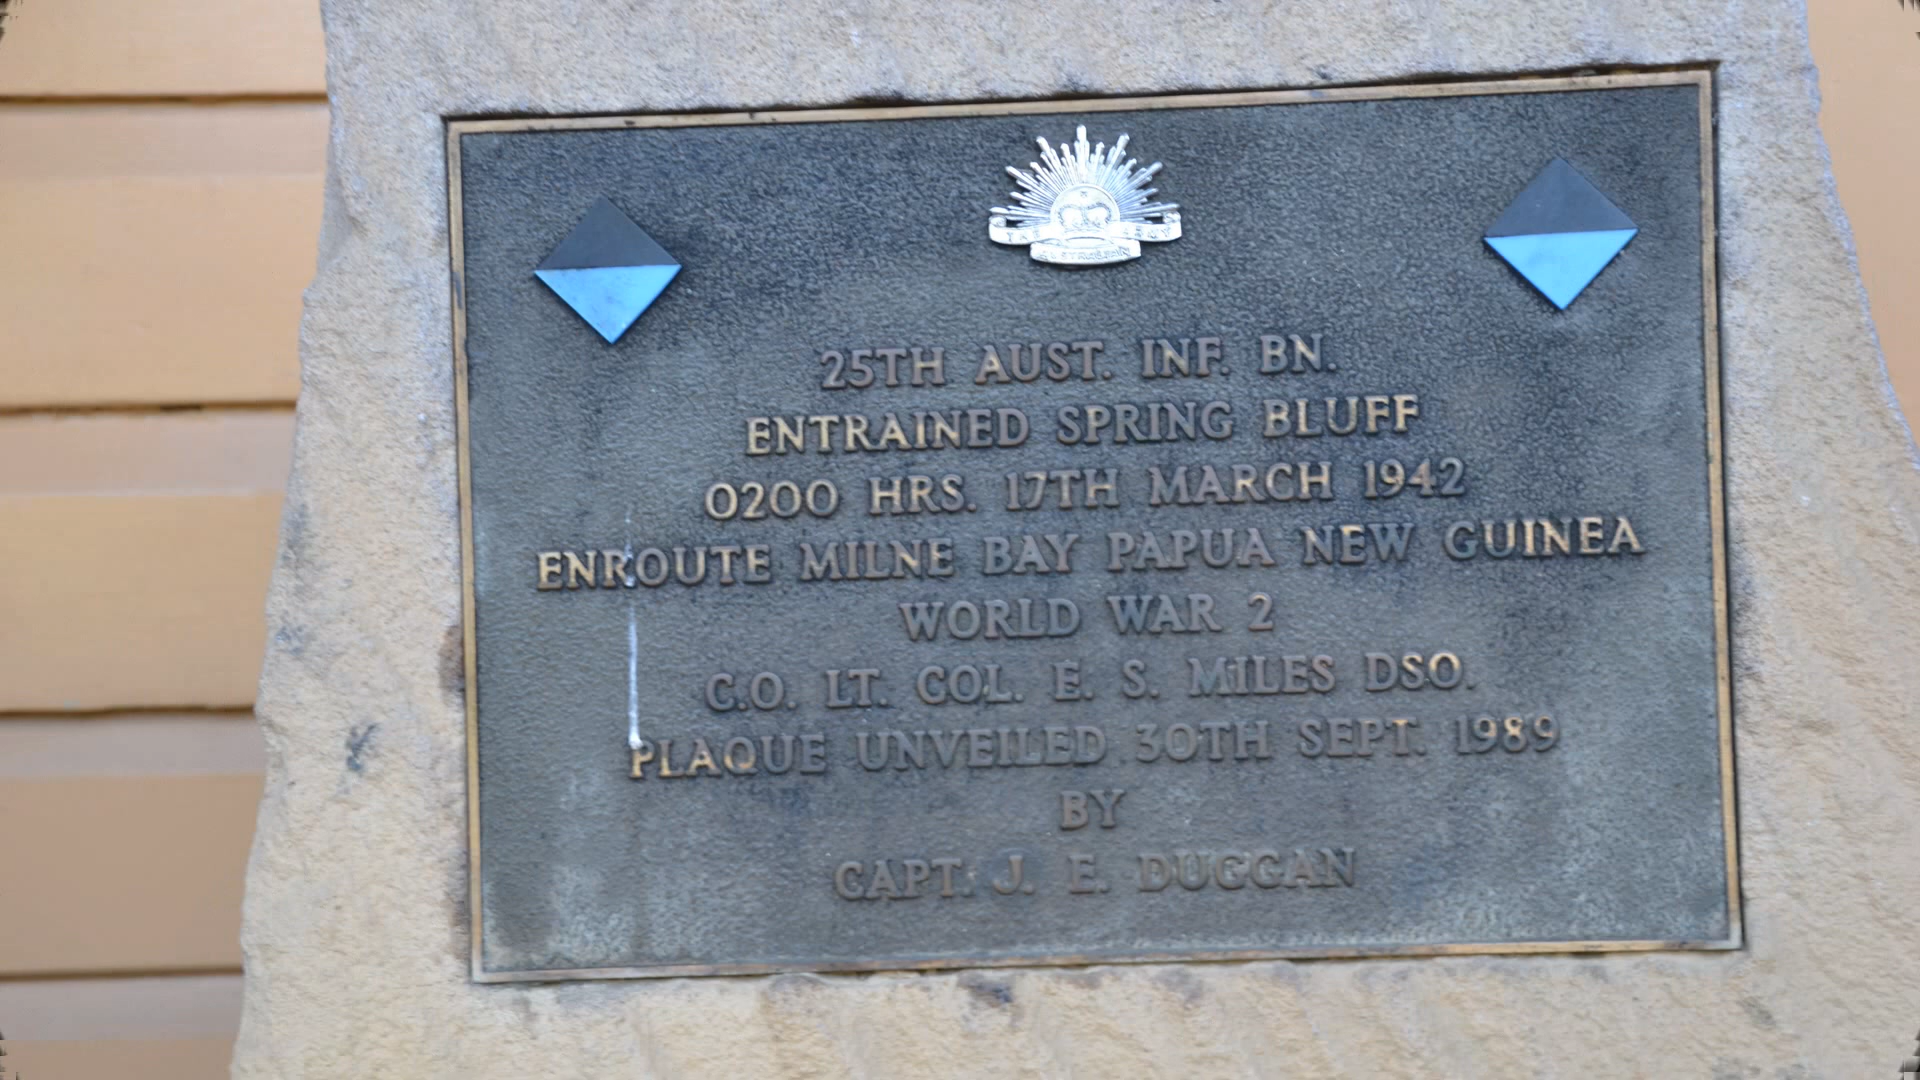 25TH AUST. INF. BN.
ENTRAINED SPRING BLUFF
0200 HRS. 17TH MARCH 1942
ENROUTE MILNE BAY PAPUA NEW GUINEA
WORLD WAR 2
C.O. LT. COL. E. S. MILES DSO.
PLAQUE UNVEILED 30TH SEPT. 1989
BY
CAPT. J. E. DUGGAN